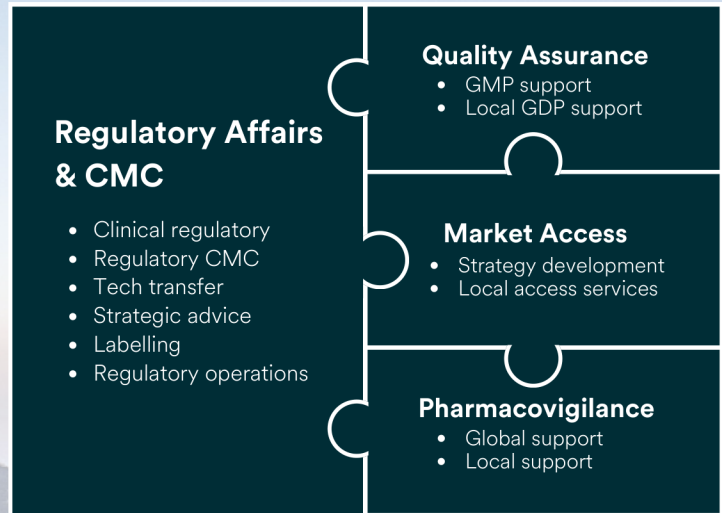 Regulatory Affairs
& CMC
• Clinical regulatory
• Regulatory CMC
• Tech transfer
• Strategic advice
• Labelling
• Regulatory operations
Quality Assurance
• GMP support
• Local GDP support
Market Access
• Strategy development
• Local access services
Pharmacovigilance
• Global support
• Local support